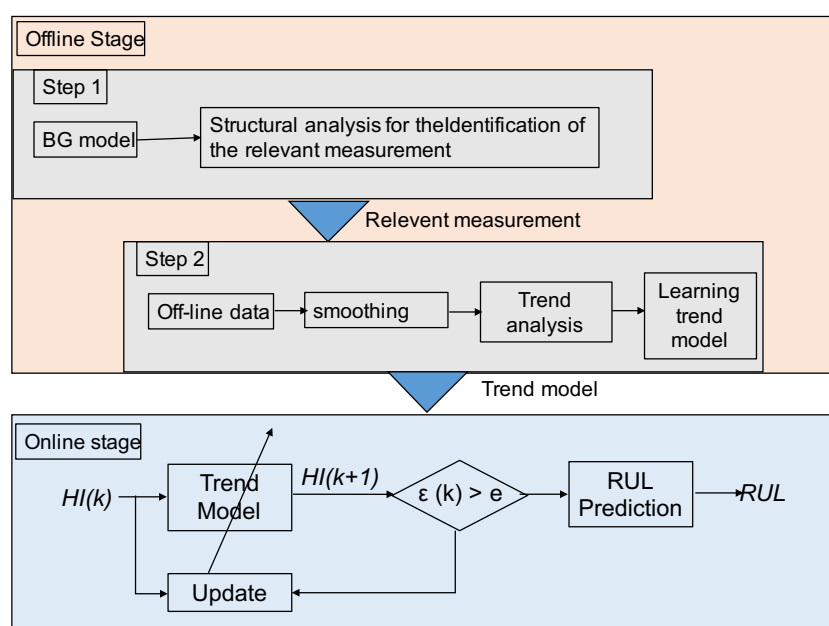 Offline Stage
Step 1
BG model
Structural analysis for theIdentification of
the relevant measurement
Relevent measurement
Step 2
Off-line data
smoothing
Trend
analysis
Learning
trend
model
Trend model
Online stage
HI(k)
Trend
Model
HI(k+1)
ε (k) > e
RUL
Prediction
RUL
Update